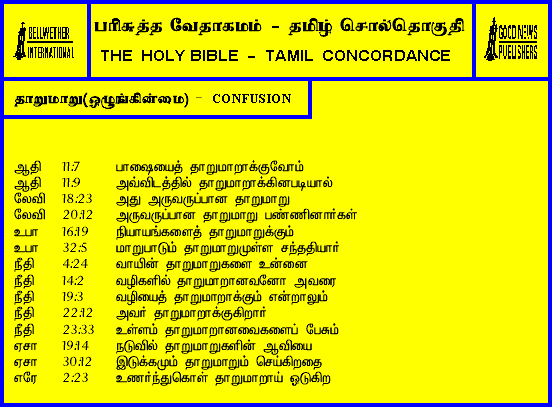 BELLWETHER
INTERNATIONAL
பரிசுத்த வேதாகமம் - தமிழ் சொல்தொகுதி
THE HOLY BIBLE - TAMIL CONCORDANCE
GOOD NEWS
PUBLISHERS
தாறுமாறு(ஒழுங்கின்மை) - CONFUSION
ஆதி 11:7 பாஷையைத் தாறுமாறாக்குவோம்
ஆதி 11:9 அவ்விடத்தில் தாறுமாறாக்கினபடியால்
லேவி 18:23 அது அருவருப்பான தாறுமாறு
லேவி 20:12 அருவருப்பான தாறுமாறு பண்ணினார்கள்
உபா 16:19 நியாயங்களைத் தாறுமாறாக்கும்
உபா 32:5 மாறுபாடும் தாறுமாறுமுள்ள சந்ததியார்
நீதி 4:24 வாயின் தாறுமாறுகளை உன்னை
நீதி 14:2 வழிகளில் தாறுமாறானவனோ அவரை
நீதி 19:3 வழியைத் தாறுமாறாக்கும் என்றாலும்
நீதி 22:12 அவர் தாறுமாறாக்குகிறார்
நீதி 23:33 உள்ளம் தாறுமாறானவைகளைப் பேசும்
ஏசா 19:14 நடுவில் தாறுமாறுகளின் ஆவியை
ஏசா 30:12 இடுக்கமும் தாறுமாறும் செய்கிறதை
எரே 2:23 உணர்ந்துகொள் தாறுமாறாய் ஓடுகிற